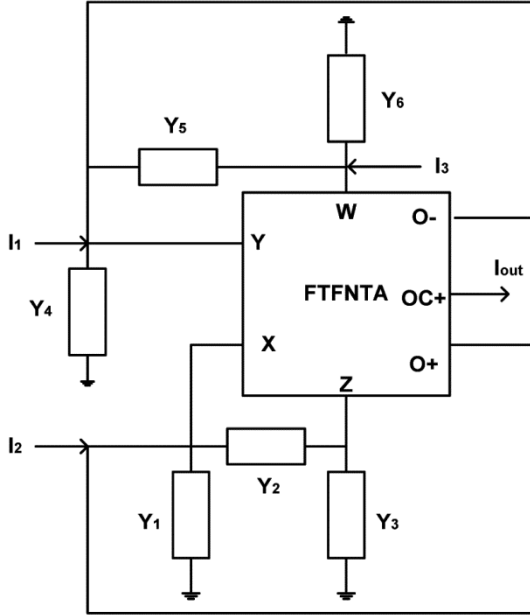 Y6
Y5
I3
W
O-
I1
Y
Iout
FTFNTA
OC+
Y4
X
O+
Z
I2
Y2
Y1
Y3